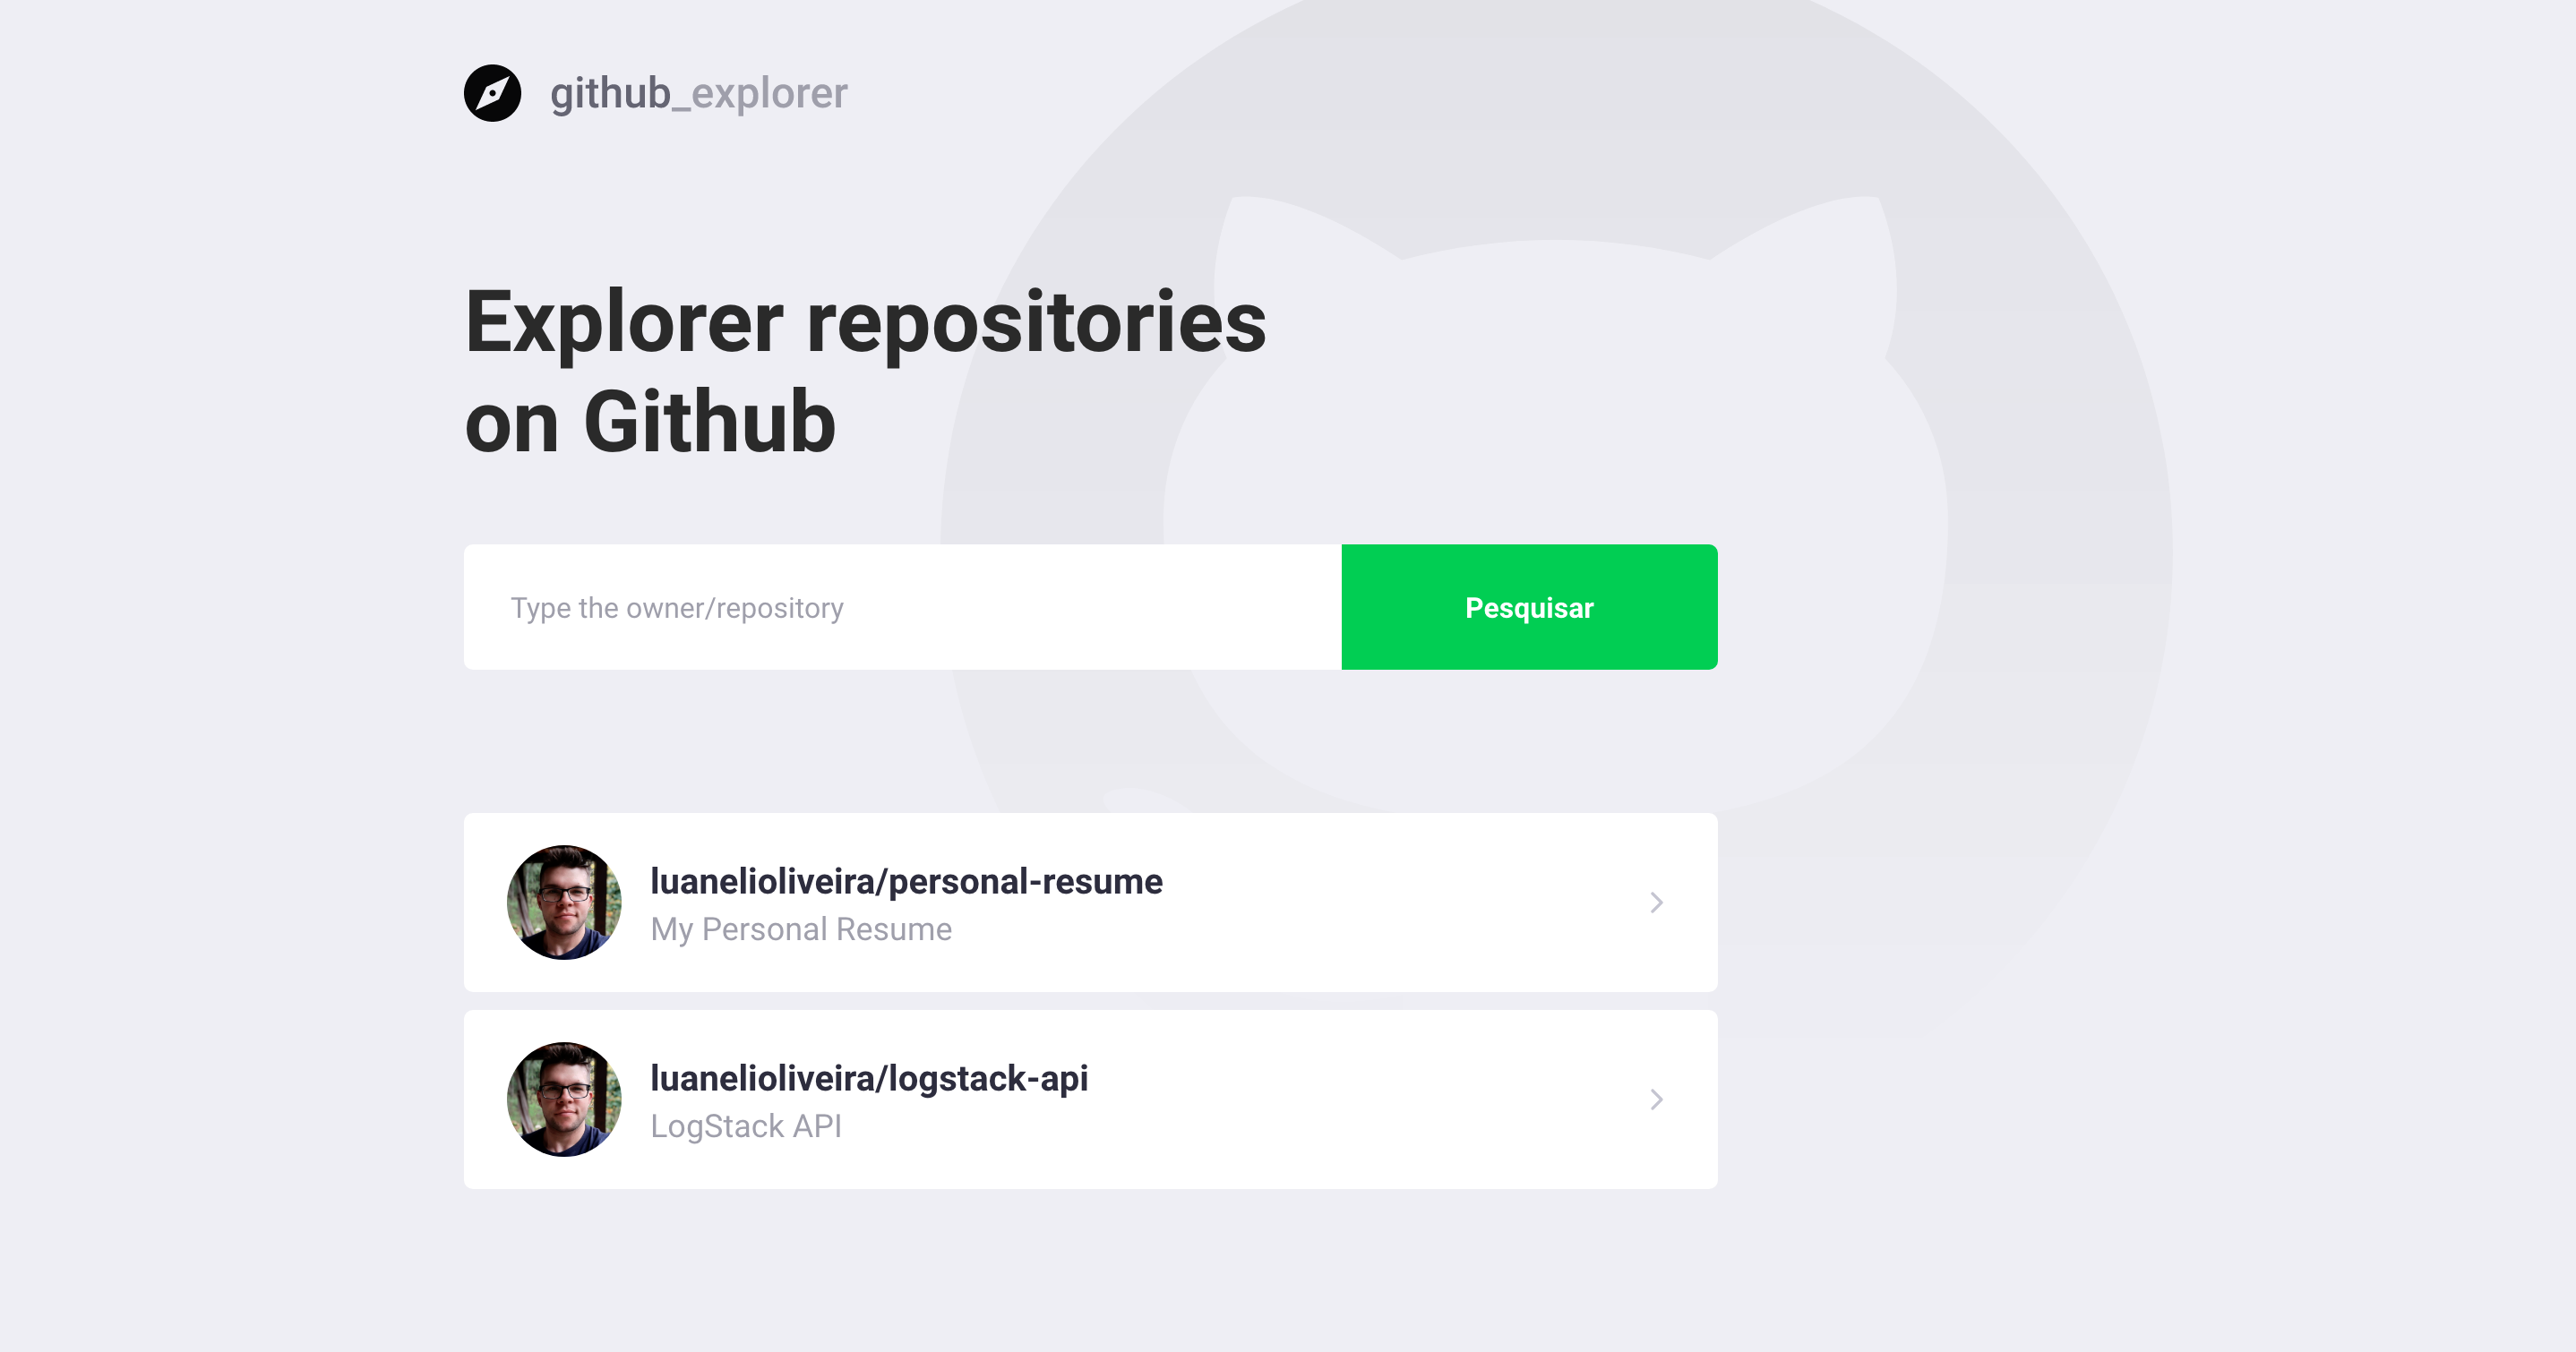 github_explorer
Explorer repositories
on Github
Type the owner/repository
Pesquisar
luanelioliveira/personal-resume
My Personal Resume
luanelioliveira/logstack-api
LogStack API